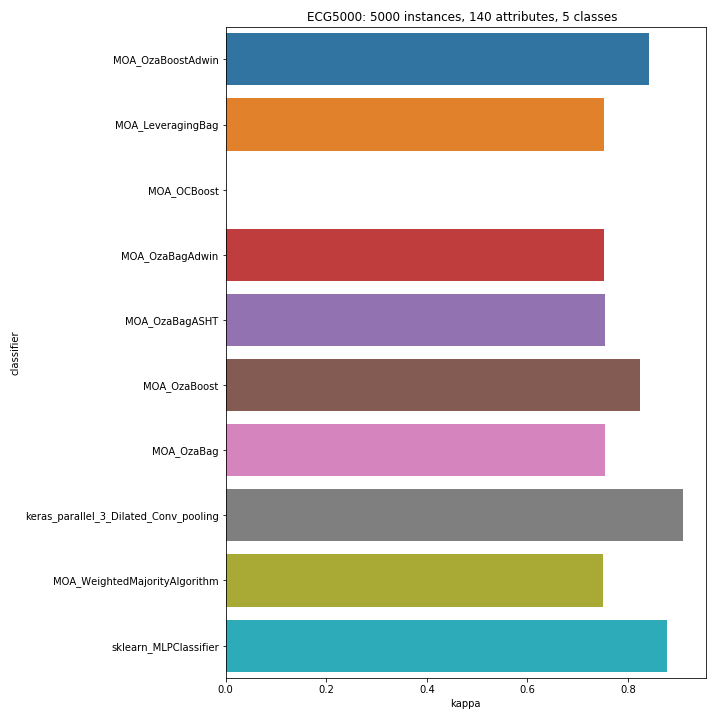 ECG5000: 5000 instances, 140 attributes, 5 classes
MOA_OzaBoostAdwin
MOA_LeveragingBag
MOA_OCBoost
MOA_OzaBagAdwin
MOA_OzaBagASHT
classifier
MOA_OzaBoost
MOA_OzaBag
keras_parallel_3_Dilated_Conv_pooling
MOA_WeightedMajorityAlgorithm
sklearn_MLPClassifier
0.0 0.2 0.4 0.6 0.8
kappa